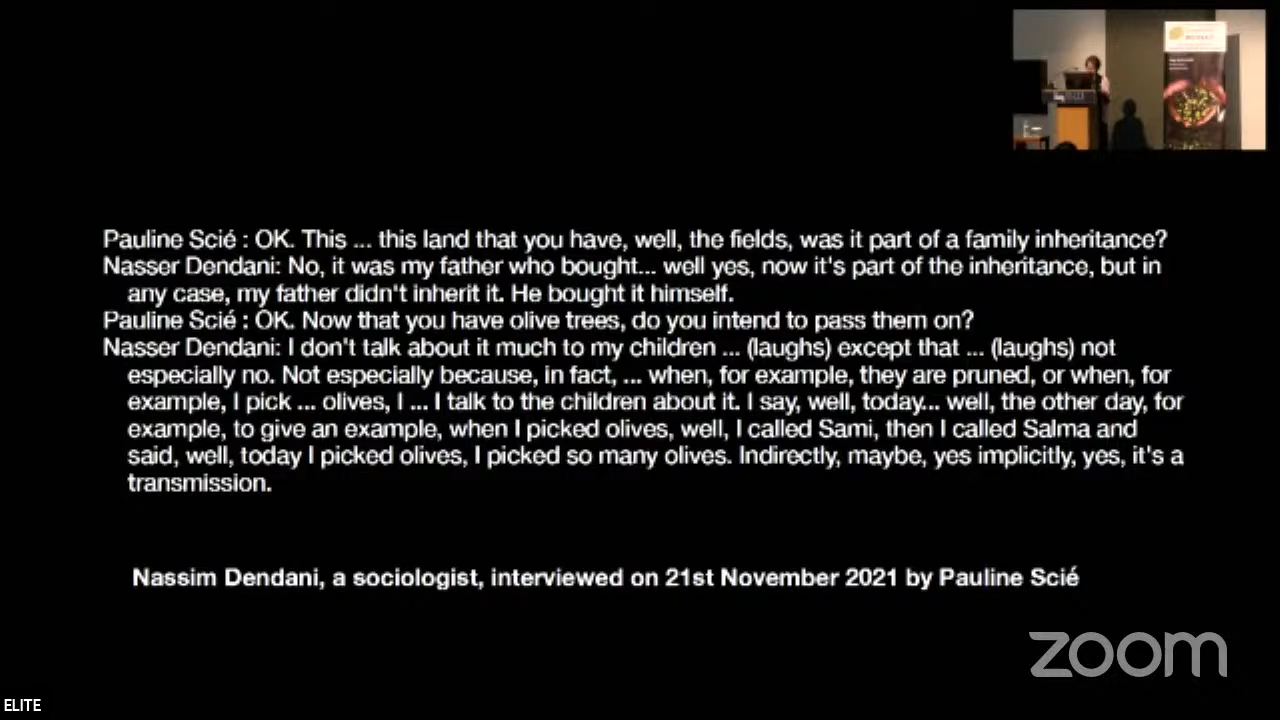 Pauline Scié : OK. This ... this land that you have, well, the fields, was it part of a family inheritance?
Nasser Dendani: No, it was my father who bought... well yes, now it's part of the inheritance, but in
any case, my father didn't inherit it. He bought it himself.
Pauline Scié : OK. Now that you have olive trees, do you intend to pass them on?
Nasser Dendani: I don't talk about it much to my children ... (laughs) except that ... (laughs) not
especially no. Not especially because, in fact, ... when, for example, they are pruned, or when, for
example, I pick ... olives, I ... I talk to the children about it. I say, well, today... well, the other day, for
example, to give an example, when I picked olives, well, I called Sami, then I called Salma and
said, well, today I picked olives, I picked so many olives. Indirectly, maybe, yes implicitly, yes, it's a
transmission.
Nassim Dendani, a sociologist, interviewed on 21st November 2021 by Pauline Scié
zoom
ELITE